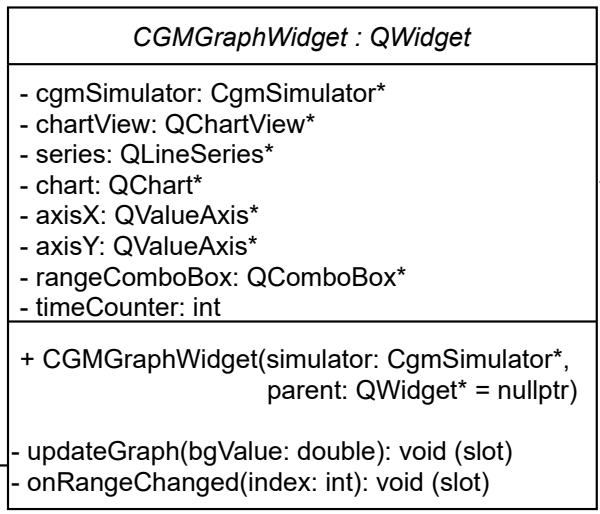 CGMGraphWidget : QWidget
- cgmSimulator: CgmSimulator*
- chartView: QChartView*
- series: QLineSeries*
- chart: QChart*
- axisX: QValueAxis*
- axisY: QValueAxis*
- rangeComboBox: QComboBox*
- timeCounter: int
+ CGMGraphWidget(simulator: CgmSimulator*,
parent: QWidget* = nullptr)
- updateGraph(bgValue: double): void (slot)
- onRangeChanged(index: int): void (slot)